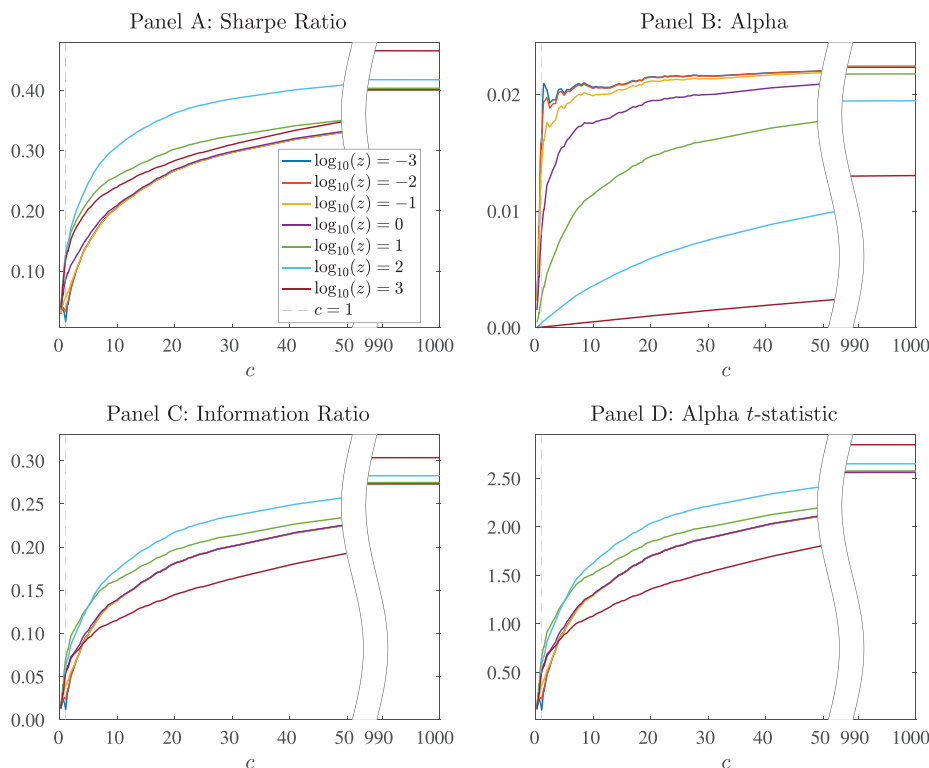 Panel A: Sharpe Ratio
0.40
0.30
0.20
0.10
log₁₀(z) = −3
log₁₀(z) = −2
log₁₀(z) = −1
log₁₀(z) = 0
log₁₀(z) = 1
log₁₀(z) = 2
log₁₀(z) = 3
c = 1
0 10 20 30 40 50 990 1000
c
Panel B: Alpha
0.02
0.01
0.00
0 10 20 30 40 50 990 1000
c
Panel C: Information Ratio
0.30
0.25
0.20
0.15
0.10
0.05
0.00
0 10 20 30 40 50 990 1000
c
Panel D: Alpha t-statistic
2.50
2.00
1.50
1.00
0.50
0 10 20 30 40 50 990 1000
c